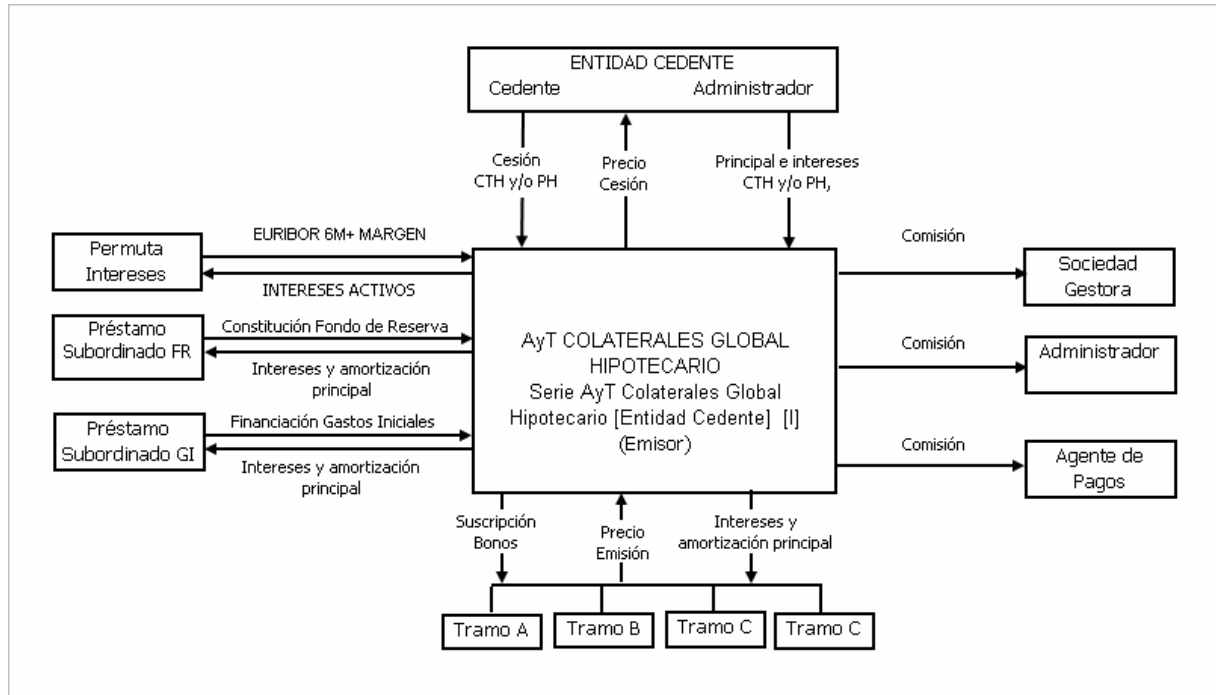 ENTIDAD CEDENTE
Cedente
Administrador
Cesión
CTH y/o PH
Precio
Cesión
Principal e intereses
CTH y/o PH,
Permuta
Intereses
EURIBOR 6M+ MARGEN
INTERESES ACTIVOS
Préstamo
Subordinado FR
Constitución Fondo de Reserva
Intereses y amortización
principal
Préstamo
Subordinado GI
Financiación Gastos Iniciales
Intereses y amortización
principal
AyT COLATERALES GLOBAL
HIPOTECARIO
Serie AyT Colaterales Global
Hipotecario [Entidad Cedente] [I]
(Emisor)
Comisión
Sociedad
Gestora
Comisión
Administrador
Comisión
Agente de
Pagos
Suscripción
Bonos
Precio
Emisión
Intereses y
amortización principal
Tramo A
Tramo B
Tramo C
Tramo C